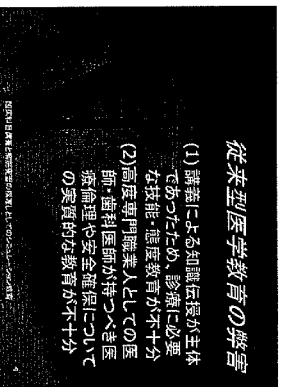 従来型医学教育の弊害
(1) 講義による知識伝授が主体
であったため、診療に必要
な技能・態度教育が不十分
(2)高度専門職業人としての医
師・歯科医師が持つべき医
療倫理や安全確保について
の実質的な教育が不十分